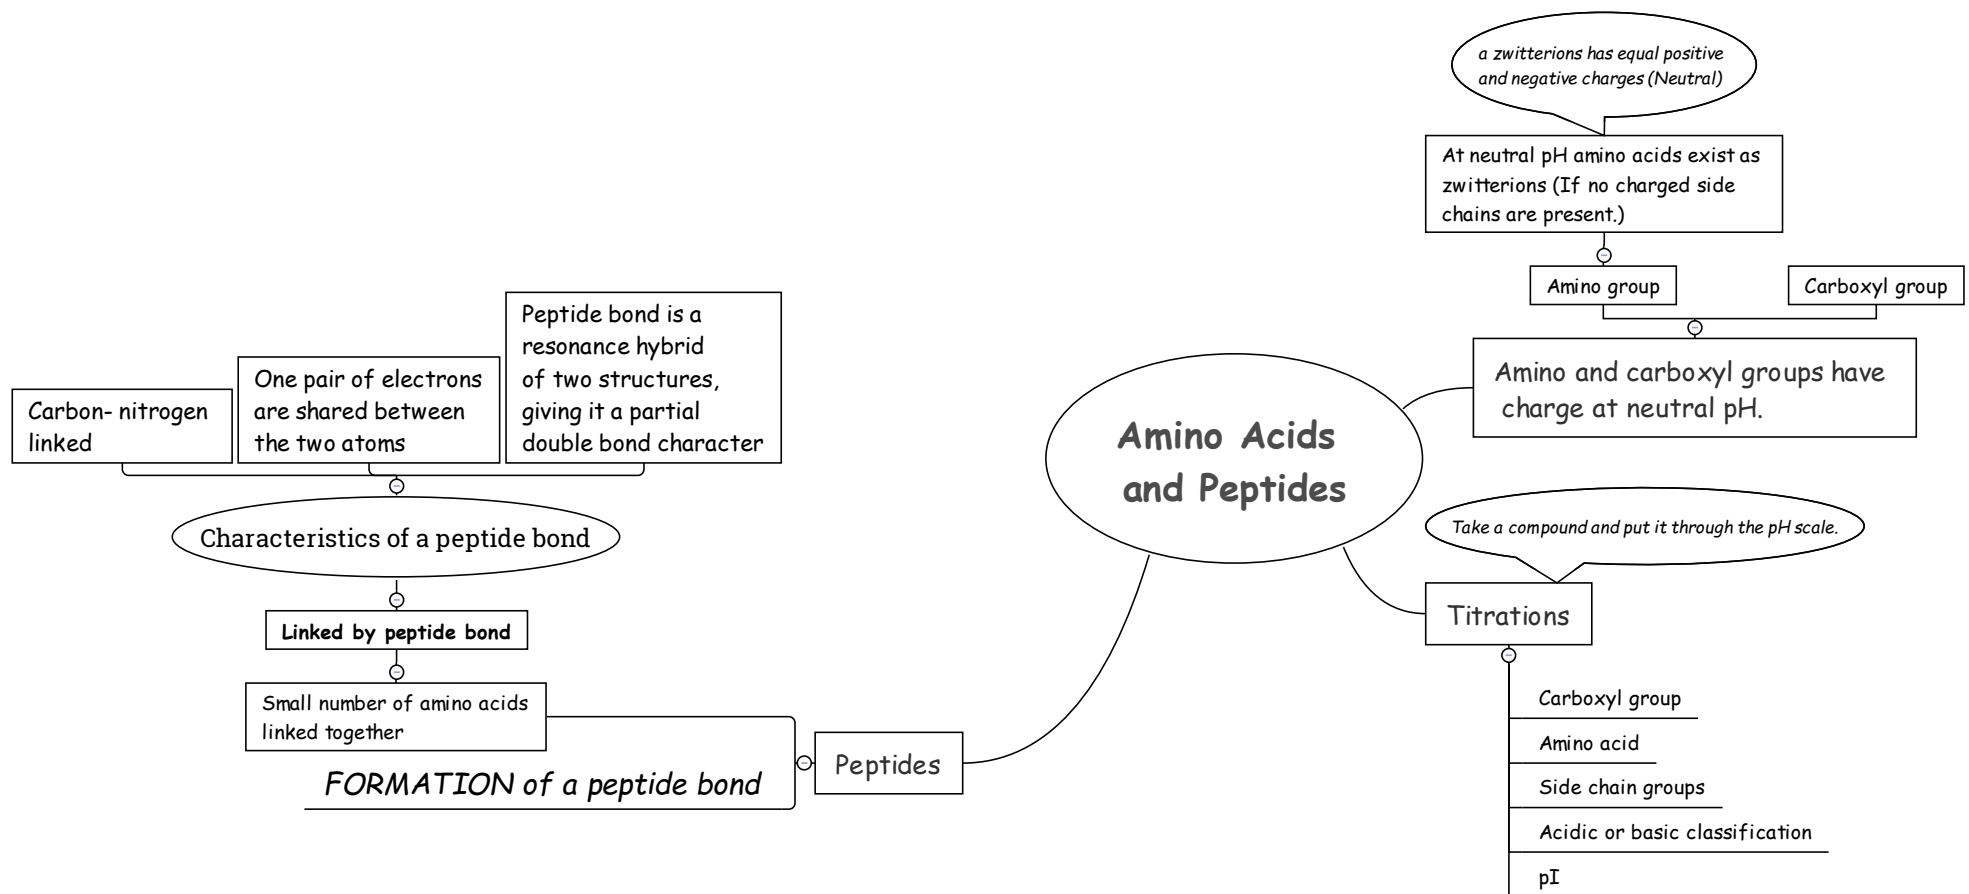 a zwitterions has equal positive
and negative charges (Neutral)
At neutral pH amino acids exist as
zwitterions (If no charged side
chains are present.)
Amino group
Carboxyl group
Amino and carboxyl groups have
charge at neutral pH.
Amino Acids
and Peptides
Take a compound and put it through the pH scale.
Titrations
Carboxyl group
Amino acid
Side chain groups
Acidic or basic classification
pI
Peptide bond is a
resonance hybrid
of two structures,
giving it a partial
double bond character
One pair of electrons
are shared between
the two atoms
Carbon- nitrogen
linked
Characteristics of a peptide bond
Linked by peptide bond
Small number of amino acids
linked together
FORMATION of a peptide bond
Peptides